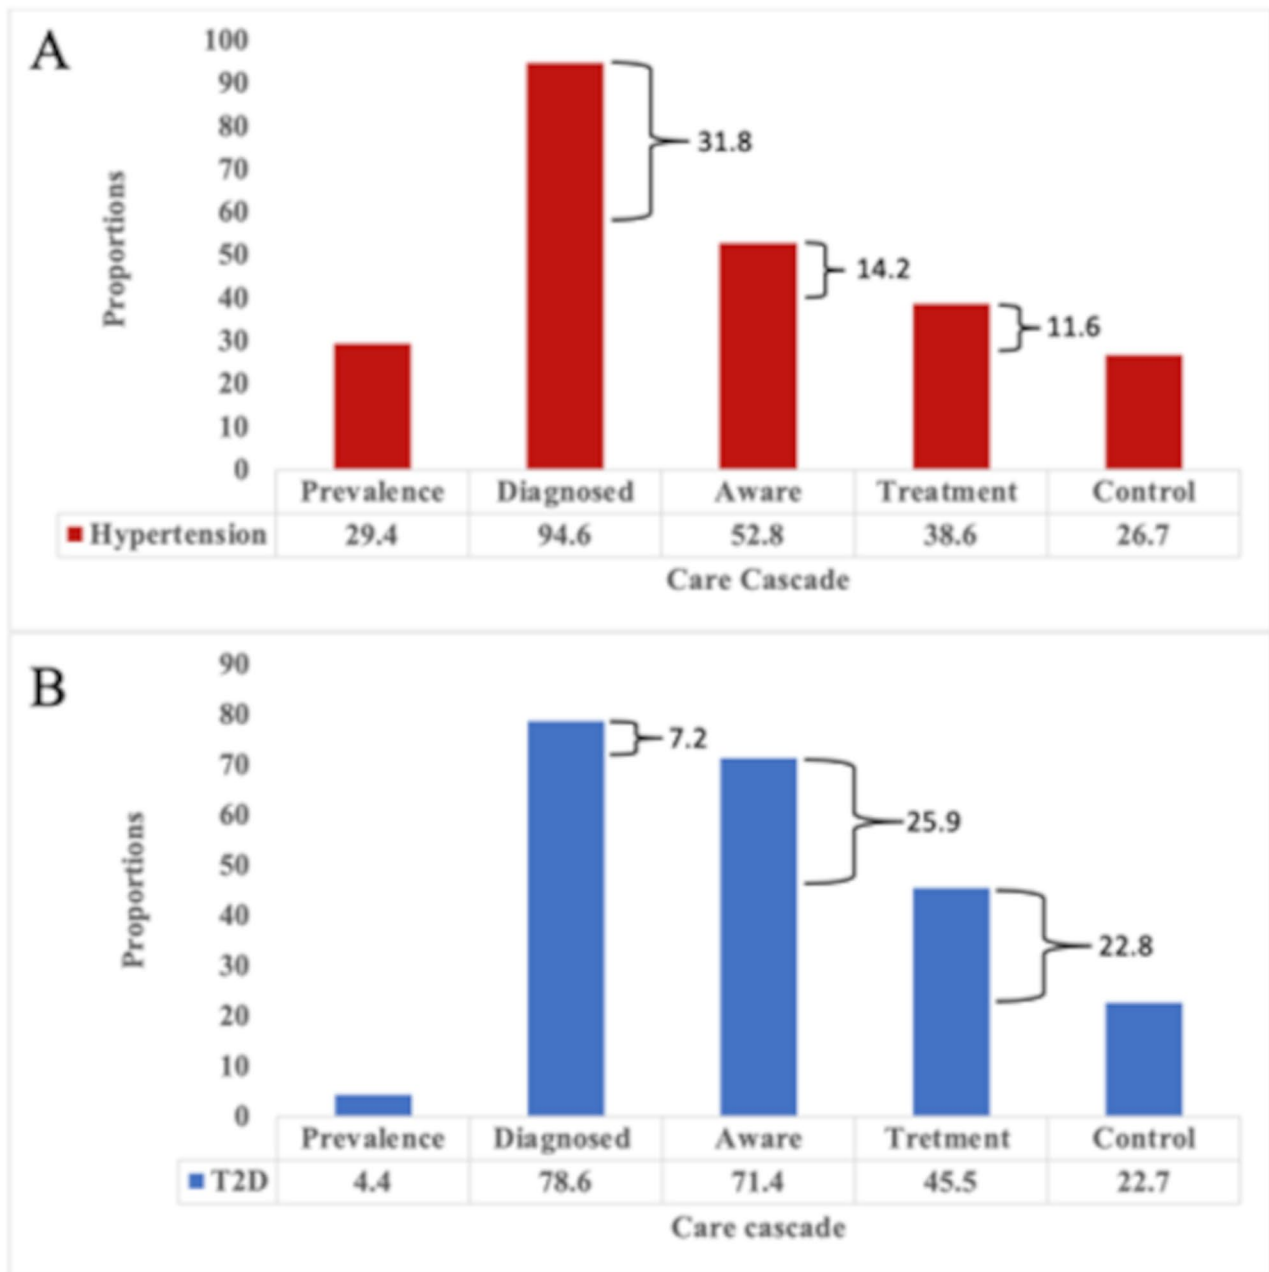 A
100
90
80
70
60
50
40
30
20
10
0
Proportions
31.8
14.2
11.6
Prevalence Diagnosed Aware Treatment Control
Hypertension 29.4 94.6 52.8 38.6 26.7
Care Cascade
B
90
80
70
60
50
40
30
20
10
0
Proportions
7.2
25.9
22.8
Prevalence Diagnosed Aware Tretment Control
T2D 4.4 78.6 71.4 45.5 22.7
Care cascade